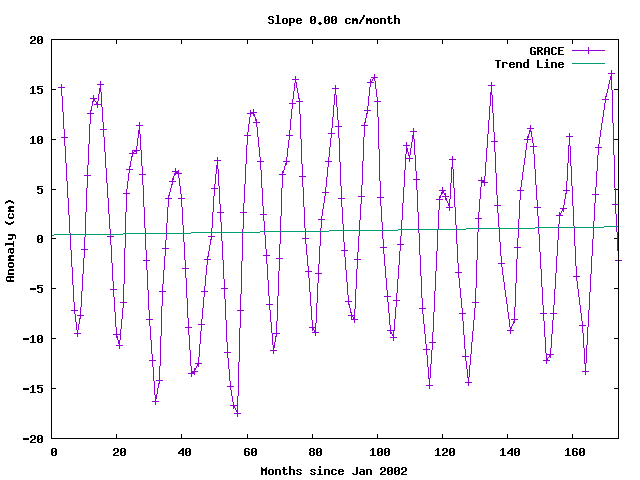 Slope 0.00 cm/month
GRACE
Trend Line
20
15
10
5
0
-5
-10
-15
-20
Anomaly (cm)
0 20 40 60 80 100 120 140 160
Months since Jan 2002